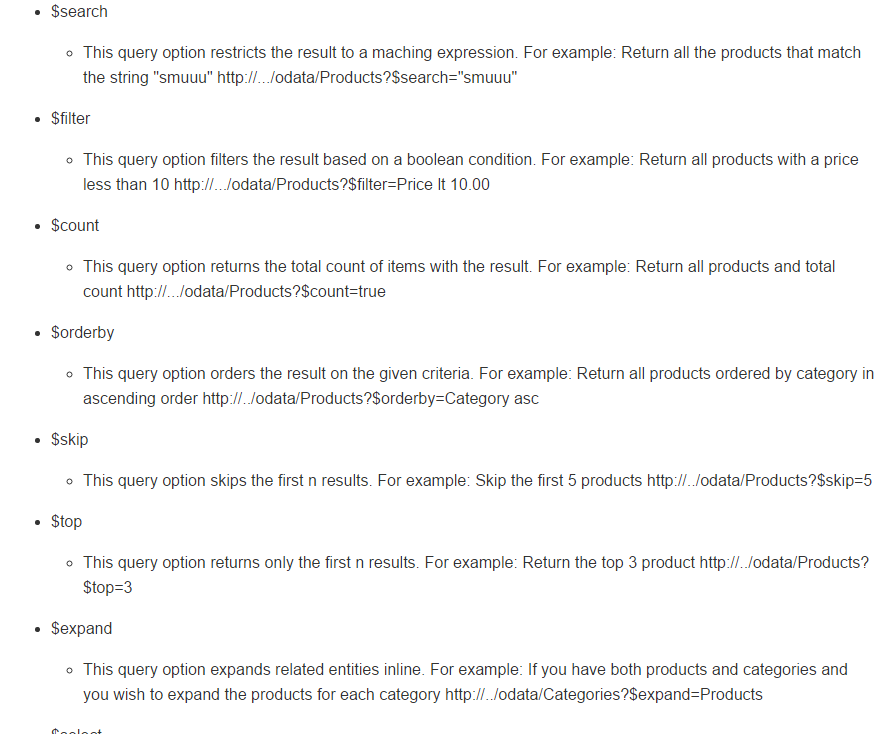 $search
This query option restricts the result to a maching expression. For example: Return all the products that match
the string "smuuu" http://.../odata/Products?$search="smuuu"
$filter
This query option filters the result based on a boolean condition. For example: Return all products with a price
less than 10 http://.../odata/Products?$filter=Price lt 10.00
$count
This query option returns the total count of items with the result. For example: Return all products and total
count http://.../odata/Products?$count=true
$orderby
This query option orders the result on the given criteria. For example: Return all products ordered by category in
ascending order http://../odata/Products?$orderby=Category asc
$skip
This query option skips the first n results. For example: Skip the first 5 products http://../odata/Products?$skip=5
$top
This query option returns only the first n results. For example: Return the top 3 product http://../odata/Products?
$top=3
$expand
This query option expands related entities inline. For example: If you have both products and categories and
you wish to expand the products for each category http://../odata/Categories?$expand=Products
$select